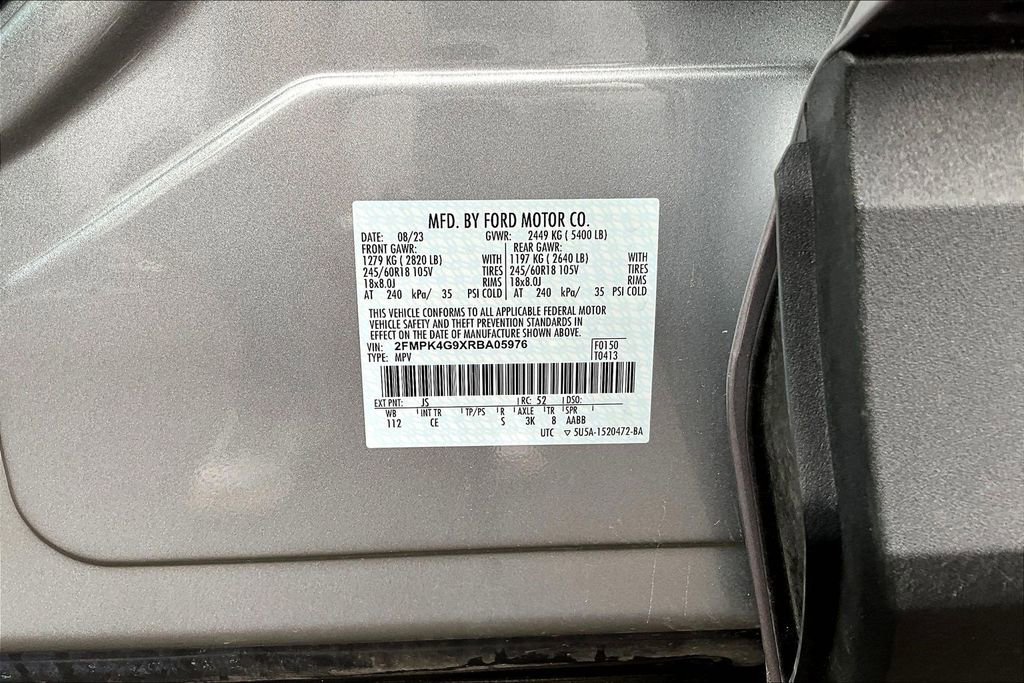 MFD. BY FORD MOTOR CO.
DATE: 08/23 GVWR: 2449 KG ( 5400 LB)
FRONT GAWR: REAR GAWR:
1279 KG ( 2820 LB) WITH 1197 KG ( 2640 LB) WITH
245/60R18 105V TIRES 245/60R18 105V TIRES
18x8.0J RIMS 18x8.0J RIMS
AT 240 kPa/ 35 PSI COLD AT 240 kPa/ 35 PSI COLD
THIS VEHICLE CONFORMS TO ALL APPLICABLE FEDERAL MOTOR
VEHICLE SAFETY AND THEFT PREVENTION STANDARDS IN
EFFECT ON THE DATE OF MANUFACTURE SHOWN ABOVE.
VIN: 2FMPK4G9XRBA05976 F0150
TYPE: MPV T0413
EXT PNT: JS RC: 52 DSO:
WB INT TR TP/PS R AXLE TR SPR
112 CE S 3K 8 AABB
UTC ▽ 5U5A-1520472-BA